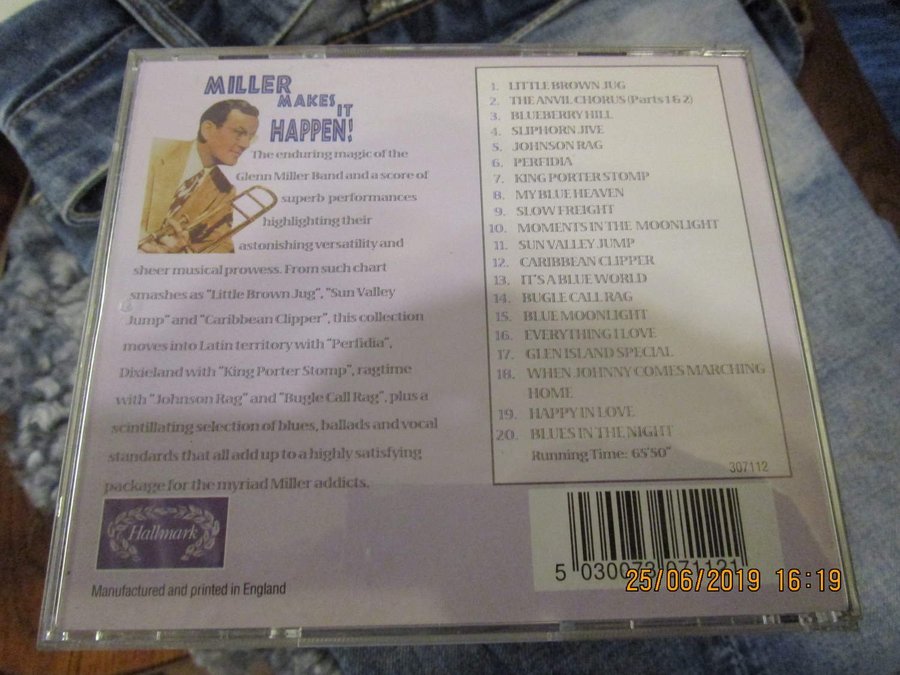 MILLER
MAKES
IT
HAPPEN!
The enduring magic of the
Glenn Miller Band and a score of
superb performances
highlighting their
astonishing versatility and
sheer musical prowess. From such chart
smashes as "Little Brown Jug", "Sun Valley
Jump" and "Caribbean Clipper", this collection
moves into Latin territory with "Perfidia",
Dixieland with "King Porter Stomp", ragtime
with "Johnson Rag" and "Bugle Call Rag", plus a
scintillating selection of blues, ballads and vocal
standards that all add up to a highly satisfying
package for the myriad Miller addicts.
Hallmark
Manufactured and printed in England
1. LITTLE BROWN JUG
2. THE ANVIL CHORUS (Parts 1 & 2)
3. BLUEBERRY HILL
4. SLIPHORN JIVE
5. JOHNSON RAG
6. PERFIDIA
7. KING PORTER STOMP
8. MY BLUE HEAVEN
9. SLOW FREIGHT
10. MOMENTS IN THE MOONLIGHT
11. SUN VALLEY JUMP
12. CARIBBEAN CLIPPER
13. IT'S A BLUE WORLD
14. BUGLE CALL RAG
15. BLUE MOONLIGHT
16. EVERYTHING I LOVE
17. GLEN ISLAND SPECIAL
18. WHEN JOHNNY COMES MARCHING
HOME
19. HAPPY IN LOVE
20. BLUES IN THE NIGHT
Running Time: 65'50"
307112
5 030073 071121
25/06/2019 16:19